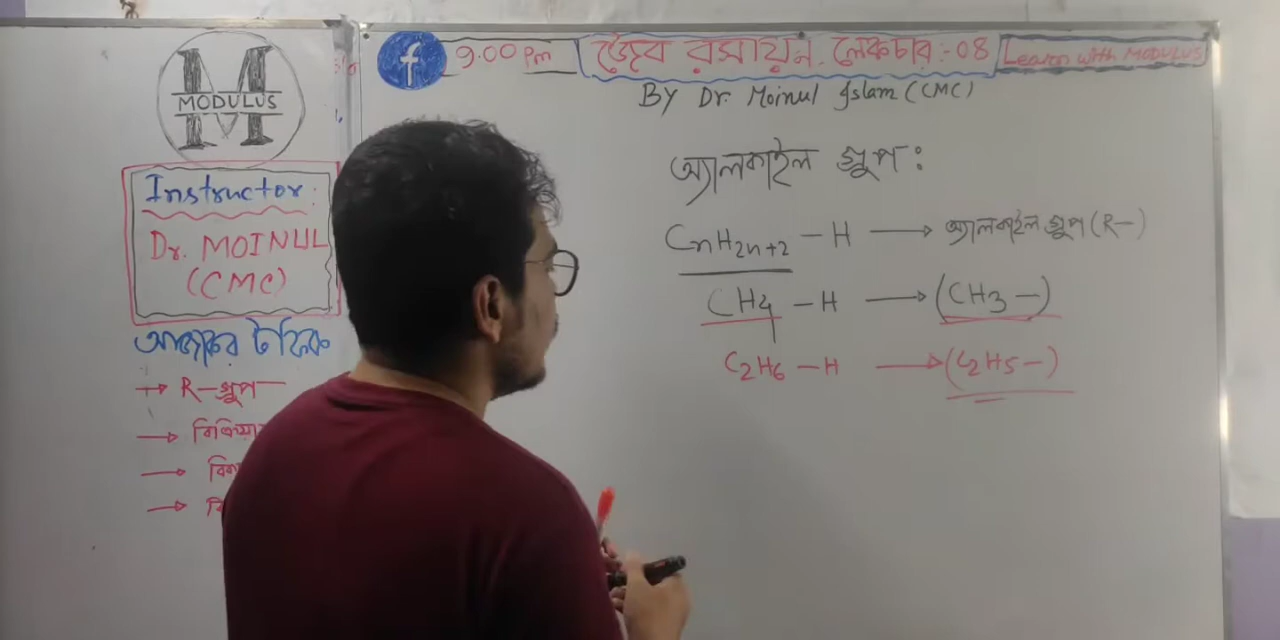 MODULUS
Instructor:
Dr. MOINUL
(CMC)
আজকের টপিক
→ R-গ্রুপ
→
→
→
f 9:00 Pm জৈব রসায়ন. লেকচার:-08 Learn with MODULUS
BY Dr. Moinul Islam (CMC)
অ্যালকাইল গ্রুপ:
CnH2n+2 - H → অ্যালকাইল গ্রুপ (R-)
CH4 - H → (CH3 -)
C2H6 - H → (C2H5 -)